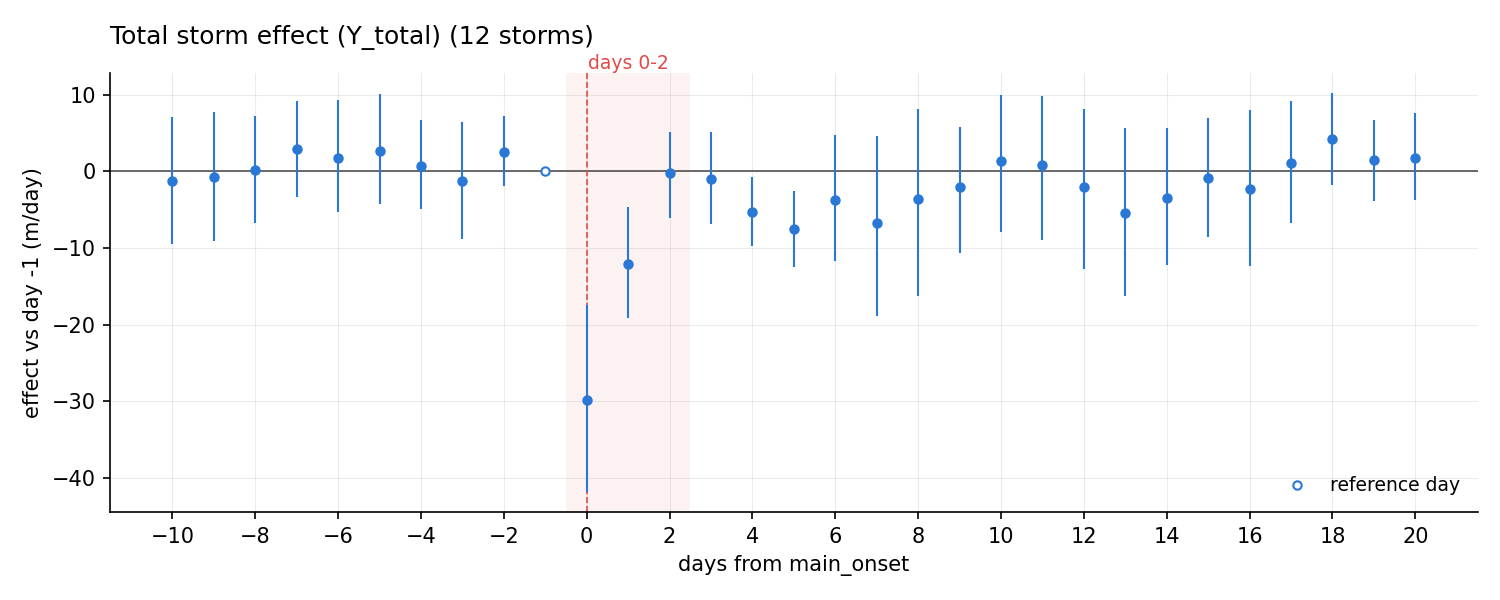 Total storm effect (Y_total) (12 storms)
days 0-2
effect vs day -1 (m/day)
10
0
−10
−20
−30
−40
reference day
−10 −8 −6 −4 −2 0 2 4 6 8 10 12 14 16 18 20
days from main_onset